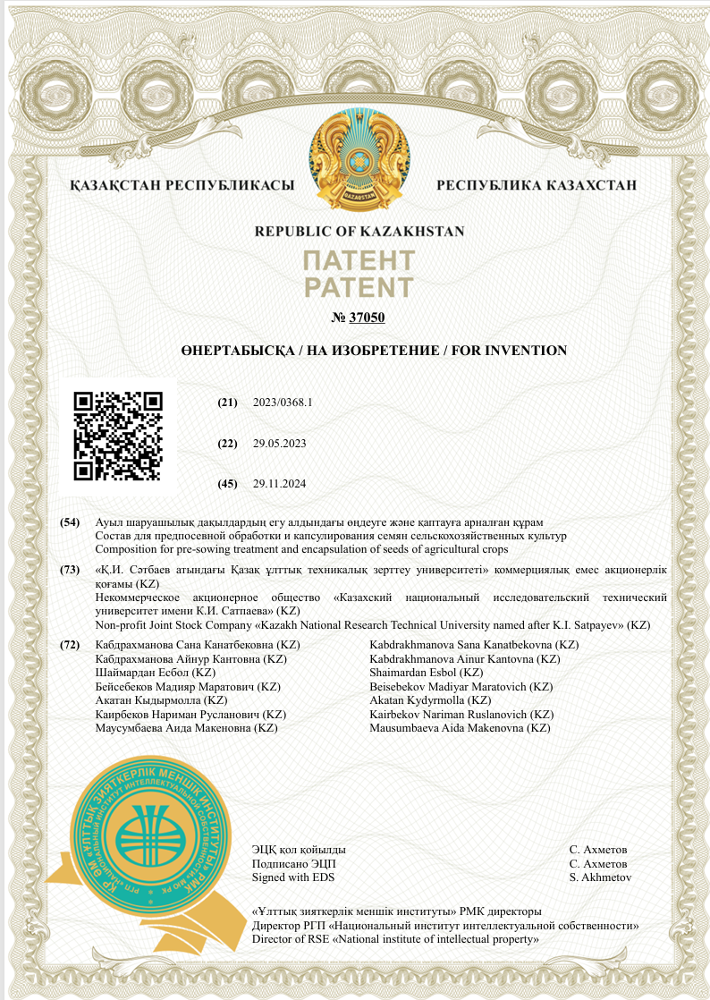 ҚАЗАҚСТАН РЕСПУБЛИКАСЫ
QAZAQSTAN
РЕСПУБЛИКА КАЗАХСТАН
REPUBLIC OF KAZAKHSTAN
ПАТЕНТ
PATENT
№ 37050
ӨНЕРТАБЫСҚА / НА ИЗОБРЕТЕНИЕ / FOR INVENTION
(21) 2023/0368.1
(22) 29.05.2023
(45) 29.11.2024
(54) Ауыл шаруашылық дақылдардың егу алдындағы өңдеуге және қаптауға арналған құрам
Состав для предпосевной обработки и капсулирования семян сельскохозяйственных культур
Composition for pre-sowing treatment and encapsulation of seeds of agricultural crops
(73) «Қ.И. Сәтбаев атындағы Қазақ ұлттық техникалық зерттеу университеті» коммерциялық емес акционерлік
қоғамы (KZ)
Некоммерческое акционерное общество «Казахский национальный исследовательский технический
университет имени К.И. Сатпаева» (KZ)
Non-profit Joint Stock Company «Kazakh National Research Technical University named after K.I. Satpayev» (KZ)
(72) Кабдрахманова Сана Канатбековна (KZ) Kabdrakhmanova Sana Kanatbekovna (KZ)
Кабдрахманова Айнур Кантовна (KZ) Kabdrakhmanova Ainur Kantovna (KZ)
Шаймардан Есбол (KZ) Shaimardan Esbol (KZ)
Бейсебеков Мадияр Маратович (KZ) Beisebekov Madiyar Maratovich (KZ)
Акатан Кыдырмолла (KZ) Akatan Kydyrmolla (KZ)
Каирбеков Нариман Русланович (KZ) Kairbekov Nariman Ruslanovich (KZ)
Маусумбаева Аида Макеновна (KZ) Mausumbaeva Aida Makenovna (KZ)
ҚР ӘМ «ҰЛТТЫҚ ЗИЯТКЕРЛІК МЕНШІК ИНСТИТУТЫ» РМК
РГП «НАЦИОНАЛЬНЫЙ ИНСТИТУТ ИНТЕЛЛЕКТУАЛЬНОЙ СОБСТВЕННОСТИ» МЮ РК
ЭЦҚ қол қойылды С. Ахметов
Подписано ЭЦП С. Ахметов
Signed with EDS S. Akhmetov
«Ұлттық зияткерлік меншік институты» РМК директоры
Директор РГП «Национальный институт интеллектуальной собственности»
Director of RSE «National institute of intellectual property»